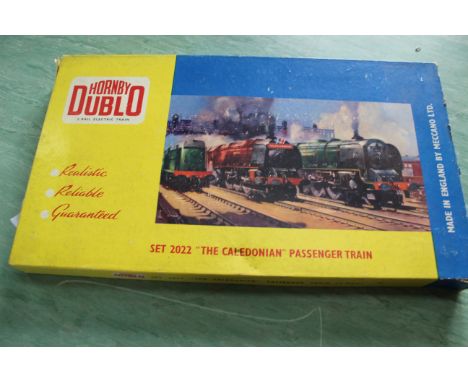 HORNBY
DUBLO
2-RAIL ELECTRIC TRAIN
Realistic
Reliable
Guaranteed
SET 2022 "THE CALEDONIAN" PASSENGER TRAIN
MADE IN ENGLAND BY MECCANO LTD.